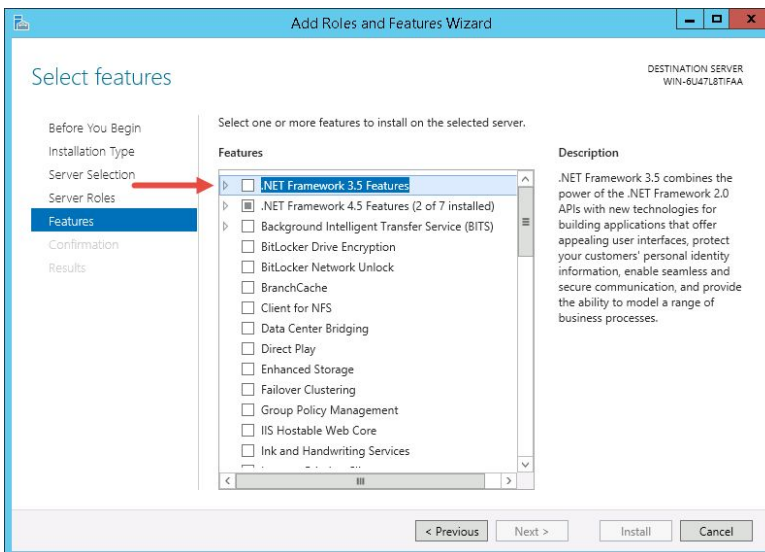 Add Roles and Features Wizard
Select features
DESTINATION SERVER
WIN-6U47L8TIFAA
Before You Begin
Installation Type
Server Selection
Server Roles
Features
Confirmation
Results
Select one or more features to install on the selected server.
Features
.NET Framework 3.5 Features
.NET Framework 4.5 Features (2 of 7 installed)
Background Intelligent Transfer Service (BITS)
BitLocker Drive Encryption
BitLocker Network Unlock
BranchCache
Client for NFS
Data Center Bridging
Direct Play
Enhanced Storage
Failover Clustering
Group Policy Management
IIS Hostable Web Core
Ink and Handwriting Services
Description
.NET Framework 3.5 combines the
power of the .NET Framework 2.0
APIs with new technologies for
building applications that offer
appealing user interfaces, protect
your customers' personal identity
information, enable seamless and
secure communication, and provide
the ability to model a range of
business processes.
< Previous
Next >
Install
Cancel